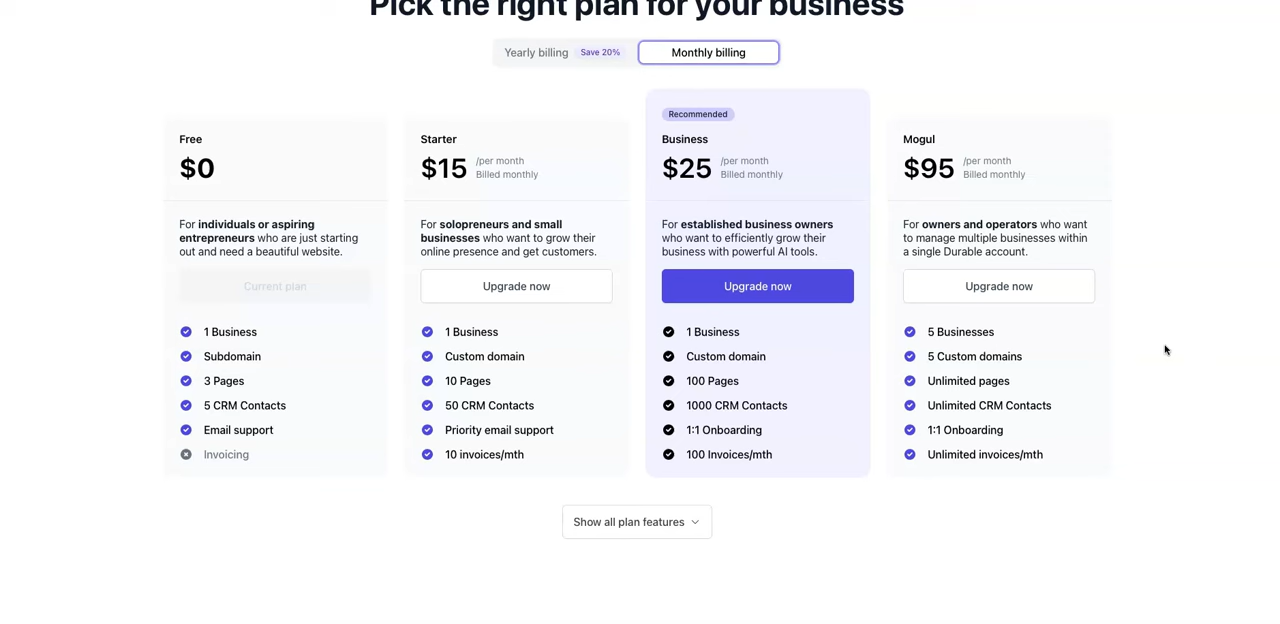 Pick the right plan for your business
Yearly billing Save 20% Monthly billing
Free
$0
For individuals or aspiring
entrepreneurs who are just starting
out and need a beautiful website.
Current plan
1 Business
Subdomain
3 Pages
5 CRM Contacts
Email support
Invoicing
Starter
$15 /per month
Billed monthly
For solopreneurs and small
businesses who want to grow their
online presence and get customers.
Upgrade now
1 Business
Custom domain
10 Pages
50 CRM Contacts
Priority email support
10 invoices/mth
Recommended
Business
$25 /per month
Billed monthly
For established business owners
who want to efficiently grow their
business with powerful AI tools.
Upgrade now
1 Business
Custom domain
100 Pages
1000 CRM Contacts
1:1 Onboarding
100 Invoices/mth
Mogul
$95 /per month
Billed monthly
For owners and operators who want
to manage multiple businesses within
a single Durable account.
Upgrade now
5 Businesses
5 Custom domains
Unlimited pages
Unlimited CRM Contacts
1:1 Onboarding
Unlimited invoices/mth
Show all plan features